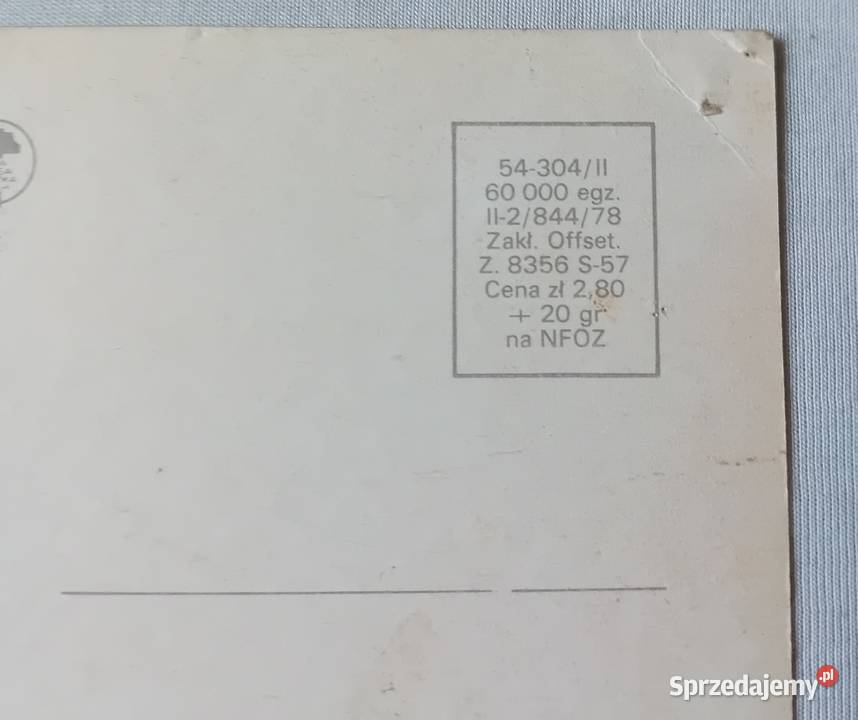 54-304/II
60 000 egz.
II-2/844/78
Zakł. Offset.
Z. 8356 S-57
Cena zł 2,80
+ 20 gr
na NFOZ
Sprzedajemy.pl